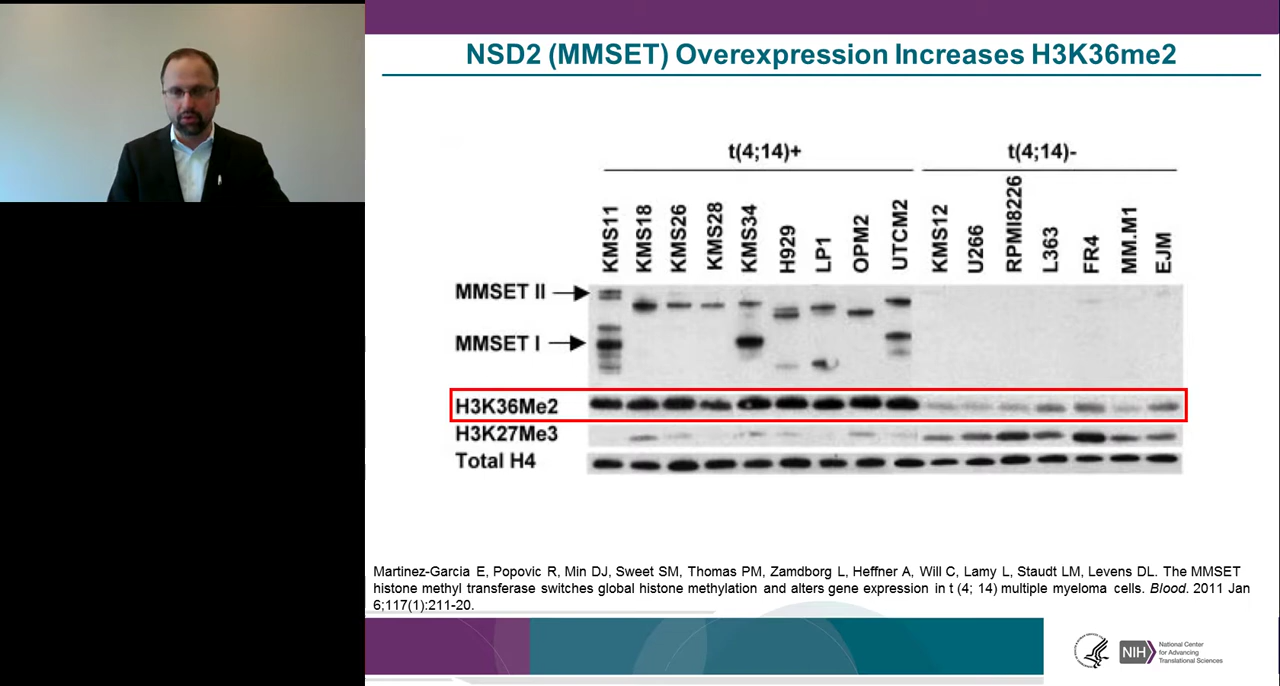 NSD2 (MMSET) Overexpression Increases H3K36me2
t(4;14)+
t(4;14)-
KMS11
KMS18
KMS26
KMS28
KMS34
H929
LP1
OPM2
UTCM2
KMS12
U266
RPMI8226
L363
FR4
MM.M1
EJM
MMSET II
MMSET I
H3K36Me2
H3K27Me3
Total H4
Martinez-Garcia E, Popovic R, Min DJ, Sweet SM, Thomas PM, Zamdborg L, Heffner A, Will C, Lamy L, Staudt LM, Levens DL. The MMSET
histone methyl transferase switches global histone methylation and alters gene expression in t (4; 14) multiple myeloma cells. Blood. 2011 Jan
6;117(1):211-20.
NIH
National Center
for Advancing
Translational Sciences